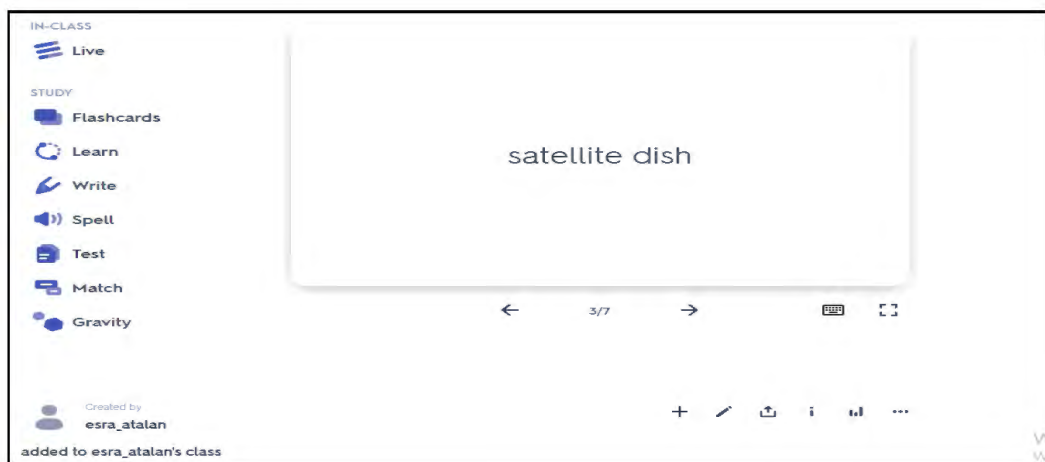 IN-CLASS
Live
STUDY
Flashcards
Learn
Write
Spell
Test
Match
Gravity
satellite dish
3/7
Created by
esra_atalan
added to esra_atalan's class